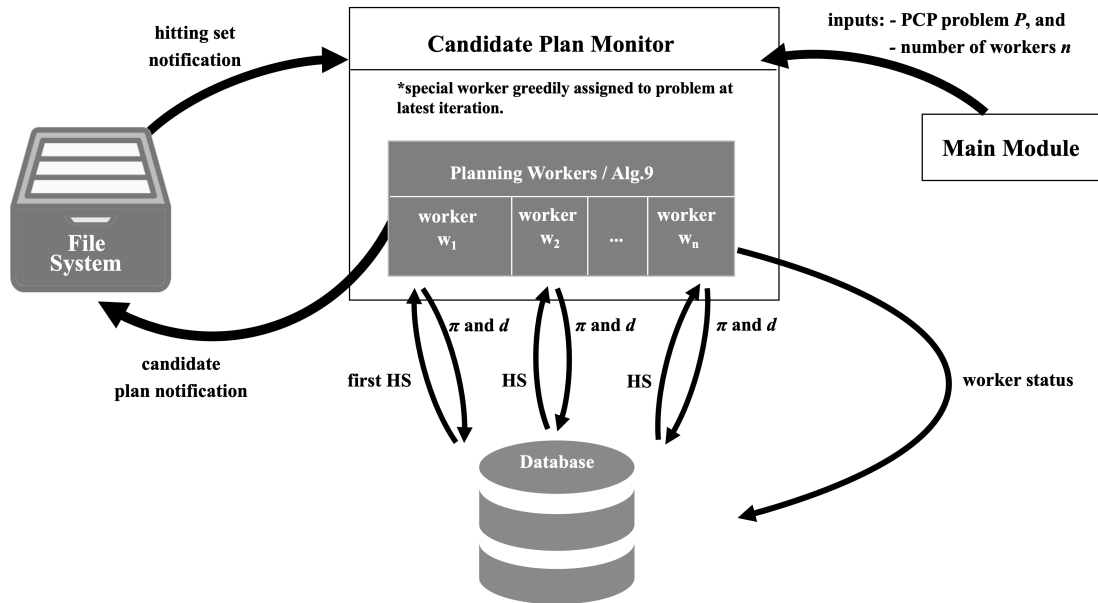 hitting set
notification
Candidate Plan Monitor
inputs: - PCP problem P, and
- number of workers n
*special worker greedily assigned to problem at
latest iteration.
Main Module
Planning Workers / Alg.9
worker
w₁
worker
w₂
...
worker
wₙ
File
System
candidate
plan notification
π and d
π and d
π and d
first HS
HS
HS
worker status
Database